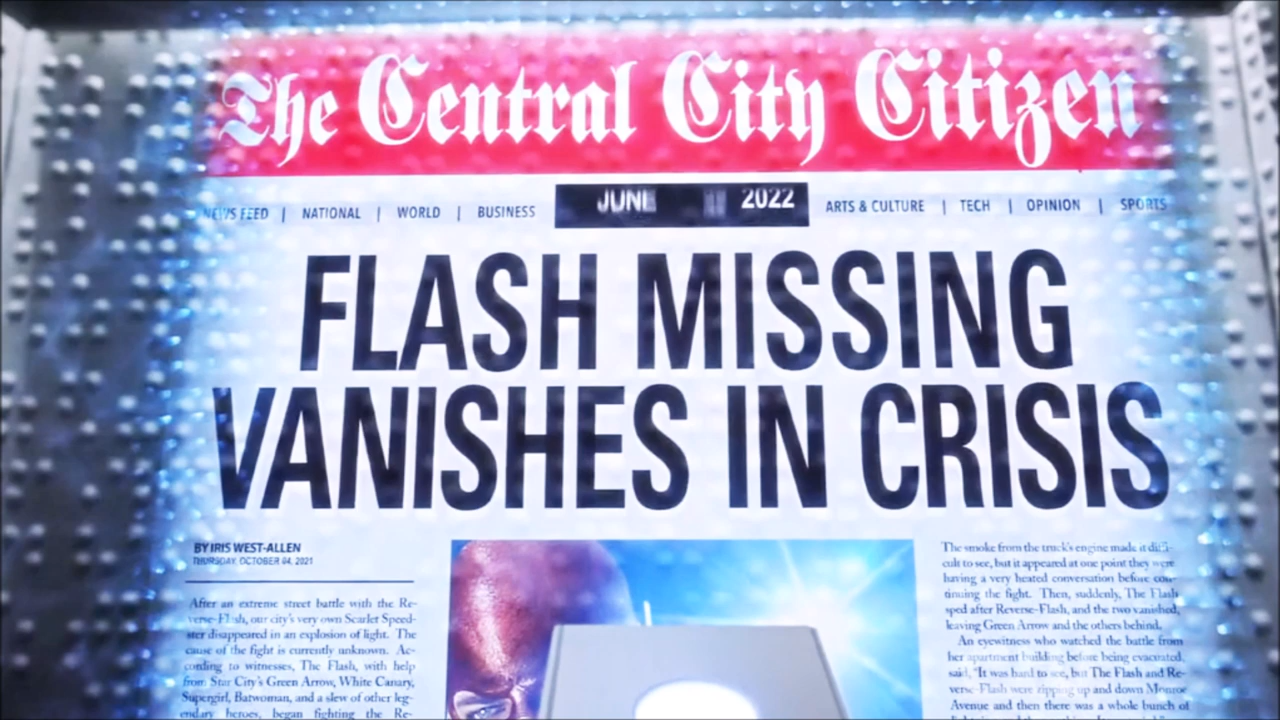 The Central City Citizen
NEWS FEED | NATIONAL | WORLD | BUSINESS
JUNE 2022
ARTS & CULTURE | TECH | OPINION | SPORTS
FLASH MISSING
VANISHES IN CRISIS
BY IRIS WEST-ALLEN
THURSDAY, OCTOBER 04, 2021
After an extreme street battle with the Re-
verse-Flash, our city's very own Scarlet Speed-
ster disappeared in an explosion of light. The
cause of the fight is currently unknown. Ac-
cording to witnesses, The Flash, with help
from Star City's Green Arrow, White Canary,
Supergirl, Batwoman, and a slew of other leg-
endary heroes, began fighting the Re-
The smoke from the truck's engine made it diffi-
cult to see, but it appeared at one point they were
having a very heated conversation before con-
tinuing the fight. Then, suddenly, The Flash
sped after Reverse-Flash, and the two vanished,
leaving Green Arrow and the others behind.
An eyewitness who watched the battle from
her apartment building before being evacuated,
said, "It was hard to see, but The Flash and Re-
verse-Flash were zipping up and down Monroe
Avenue and then there was a whole bunch of